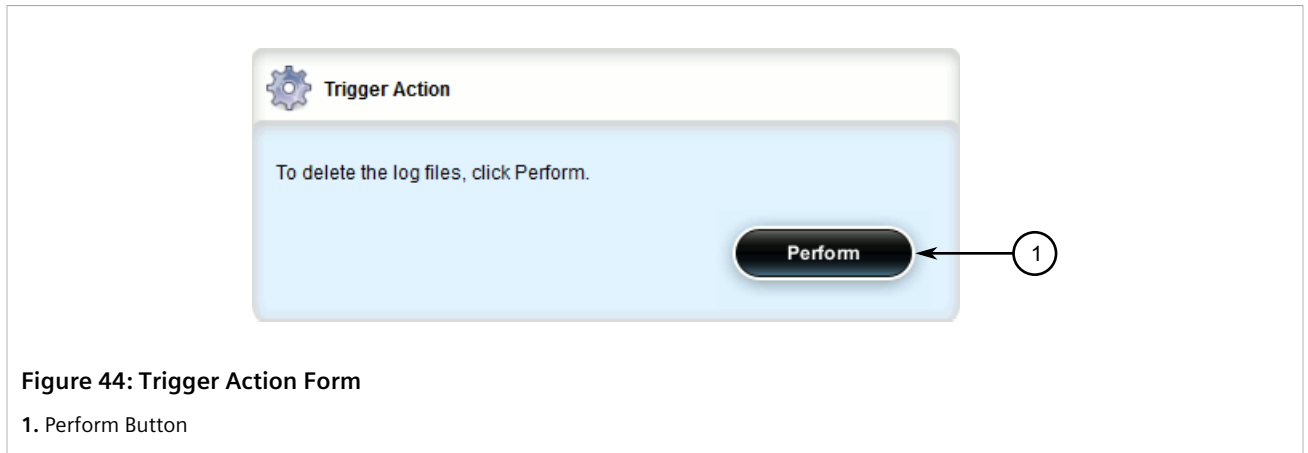 Trigger Action
To delete the log files, click Perform.
Perform
1
Figure 44: Trigger Action Form
1. Perform Button